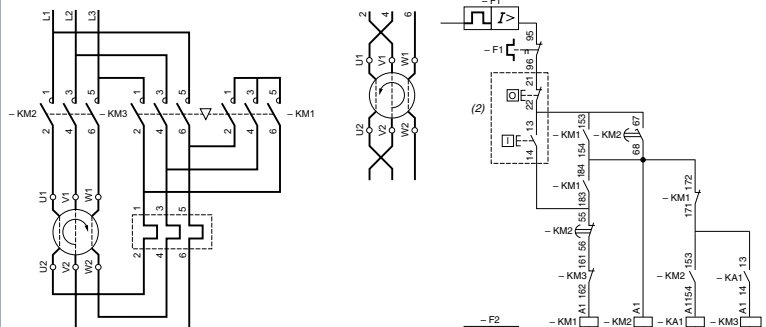 L1 L2 L3
1 3 5 1 3 5 1 3 5
– KM2 – KM3 – KM1
2 4 6 2 4 6 2 4 6
U1 V1 W1
1 3 5
U2 V2 W2
2 4 6
2 4 6
U1 V1 W1
U2 V2 W2
– F1
I>
95
– F1 n
96
(2)
21
O
22
13
I
14
153
– KM1
154
67
– KM2
68
184
– KM1
183
172
– KM1
171
55
– KM2
56
161
– KM3
162
153
– KM2
154
13
– KA1
14
A1 A1 A1 A1
– F2 – KM1 – KM2 – KA1 – KM3